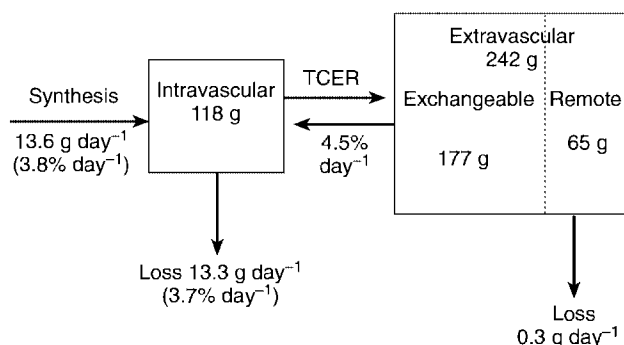 Synthesis
13.6 g day⁻¹
(3.8% day⁻¹)
Intravascular
118 g
Loss 13.3 g day⁻¹
(3.7% day⁻¹)
TCER
4.5%
day⁻¹
Extravascular
242 g
Exchangeable
177 g
Remote
65 g
Loss
0.3 g day⁻¹